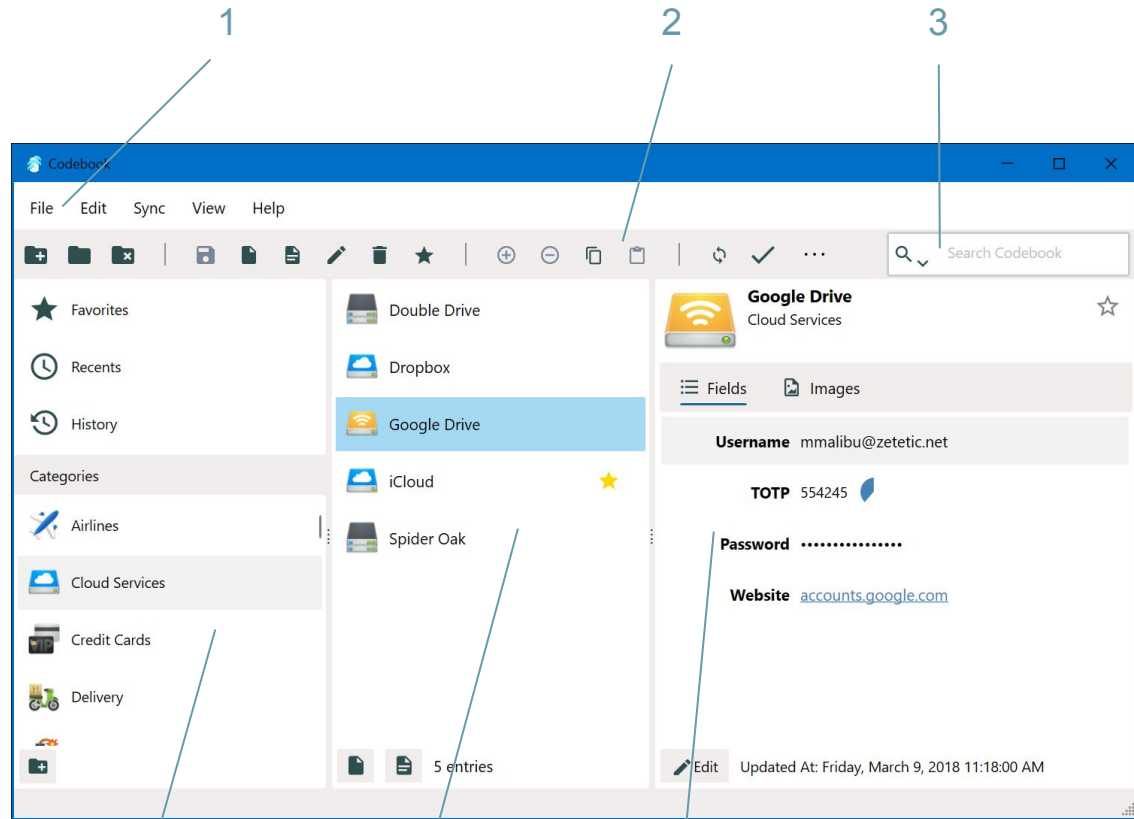 1
2
3
Codebook
File Edit Sync View Help
Search Codebook
Favorites
Recents
History
Categories
Airlines
Cloud Services
Credit Cards
VIP
Delivery
Double Drive
Dropbox
Google Drive
iCloud
Spider Oak
5 entries
Google Drive
Cloud Services
Fields Images
Username mmalibu@zetetic.net
TOTP 554245
Password ••••••••••••••••
Website accounts.google.com
Edit Updated At: Friday, March 9, 2018 11:18:00 AM